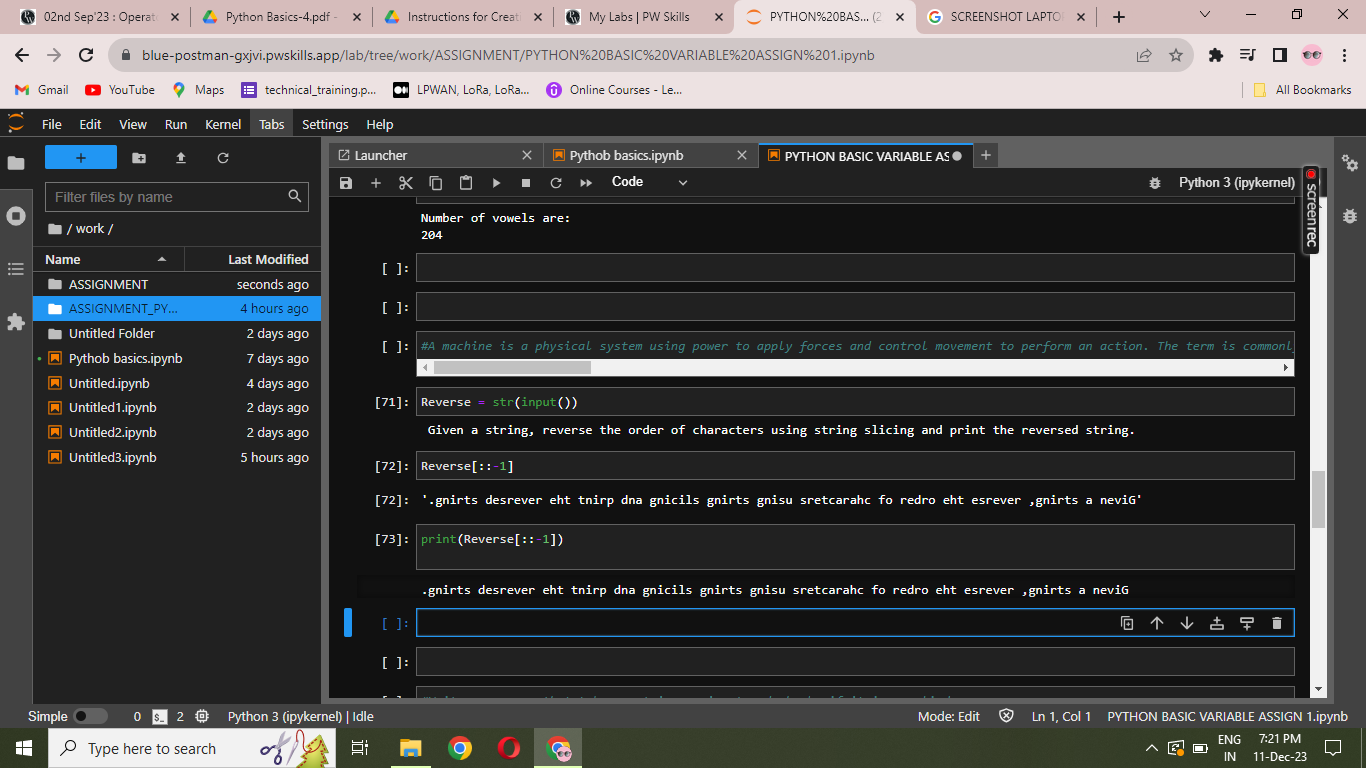 02nd Sep'23 : Operat
Python Basics-4.pdf -
Instructions for Creat
My Labs | PW Skills
PYTHON%20BAS... (2
SCREENSHOT LAPTO
blue-postman-gxjvi.pwskills.app/lab/tree/work/ASSIGNMENT/PYTHON%20BASIC%20VARIABLE%20ASSIGN%201.ipynb
Gmail
YouTube
Maps
technical_training.p...
LPWAN, LoRa, LoRa...
Online Courses - Le...
All Bookmarks
File Edit View Run Kernel Tabs Settings Help
Launcher
Pythob basics.ipynb
PYTHON BASIC VARIABLE AS
Code
Python 3 (ipykernel)
screenrec
Filter files by name
/ work /
Name Last Modified
ASSIGNMENT seconds ago
ASSIGNMENT_PY... 4 hours ago
Untitled Folder 2 days ago
Pythob basics.ipynb 7 days ago
Untitled.ipynb 4 days ago
Untitled1.ipynb 2 days ago
Untitled2.ipynb 2 days ago
Untitled3.ipynb 5 hours ago
Number of vowels are:
204
[ ]:
[ ]:
[ ]: #A machine is a physical system using power to apply forces and control movement to perform an action. The term is commonly
[71]: Reverse = str(input())
Given a string, reverse the order of characters using string slicing and print the reversed string.
[72]: Reverse[::-1]
[72]: '.gnirts desrever eht tnirp dna gnicils gnirts gnisu sretcarahc fo redro eht esrever ,gnirts a neviG'
[73]: print(Reverse[::-1])
.gnirts desrever eht tnirp dna gnicils gnirts gnisu sretcarahc fo redro eht esrever ,gnirts a neviG
[ ]:
[ ]:
Simple 0 2 Python 3 (ipykernel) | Idle
Mode: Edit Ln 1, Col 1 PYTHON BASIC VARIABLE ASSIGN 1.ipynb
Type here to search
ENG
IN
7:21 PM
11-Dec-23